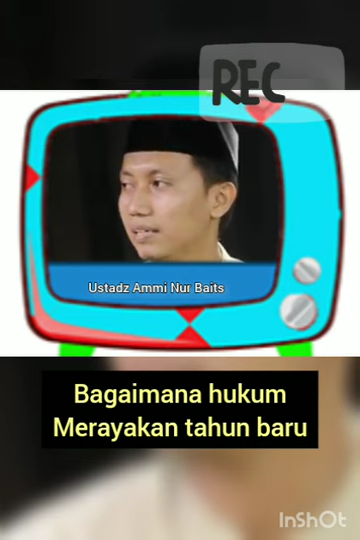 REC
Ustadz Ammi Nur Baits
Bagaimana hukum
Merayakan tahun baru
InShOt